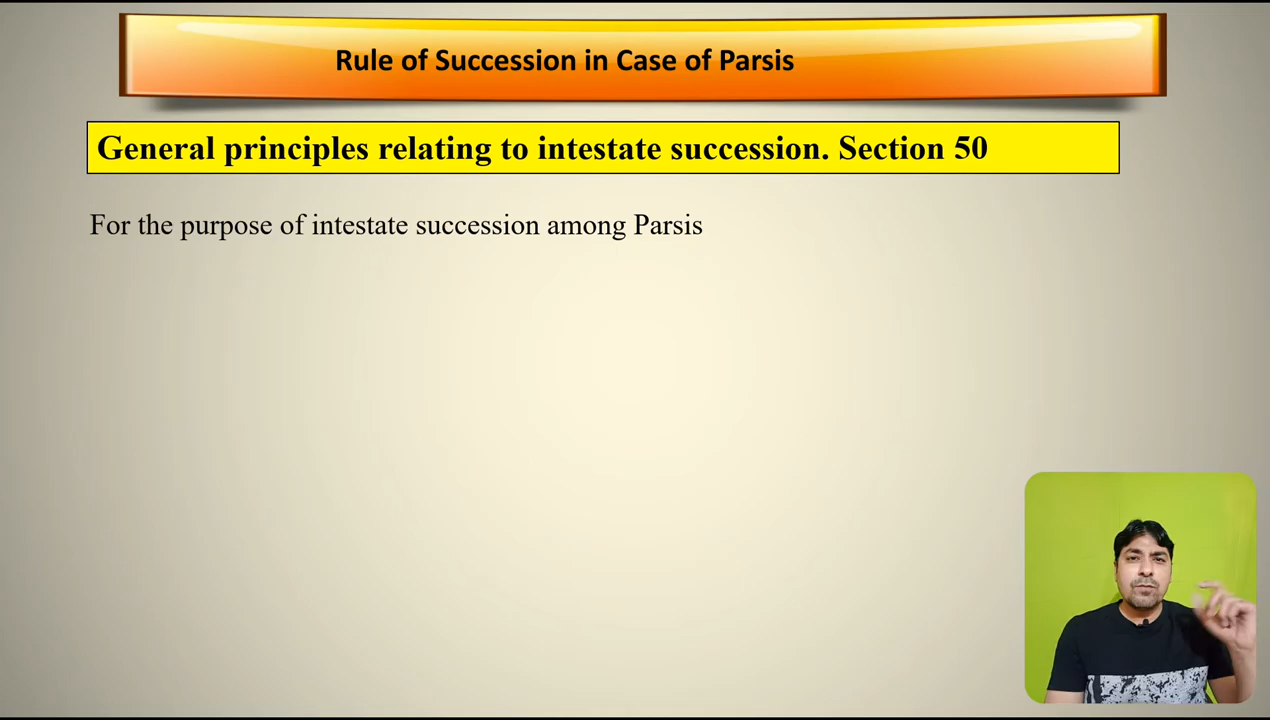 Rule of Succession in Case of Parsis
General principles relating to intestate succession. Section 50
For the purpose of intestate succession among Parsis